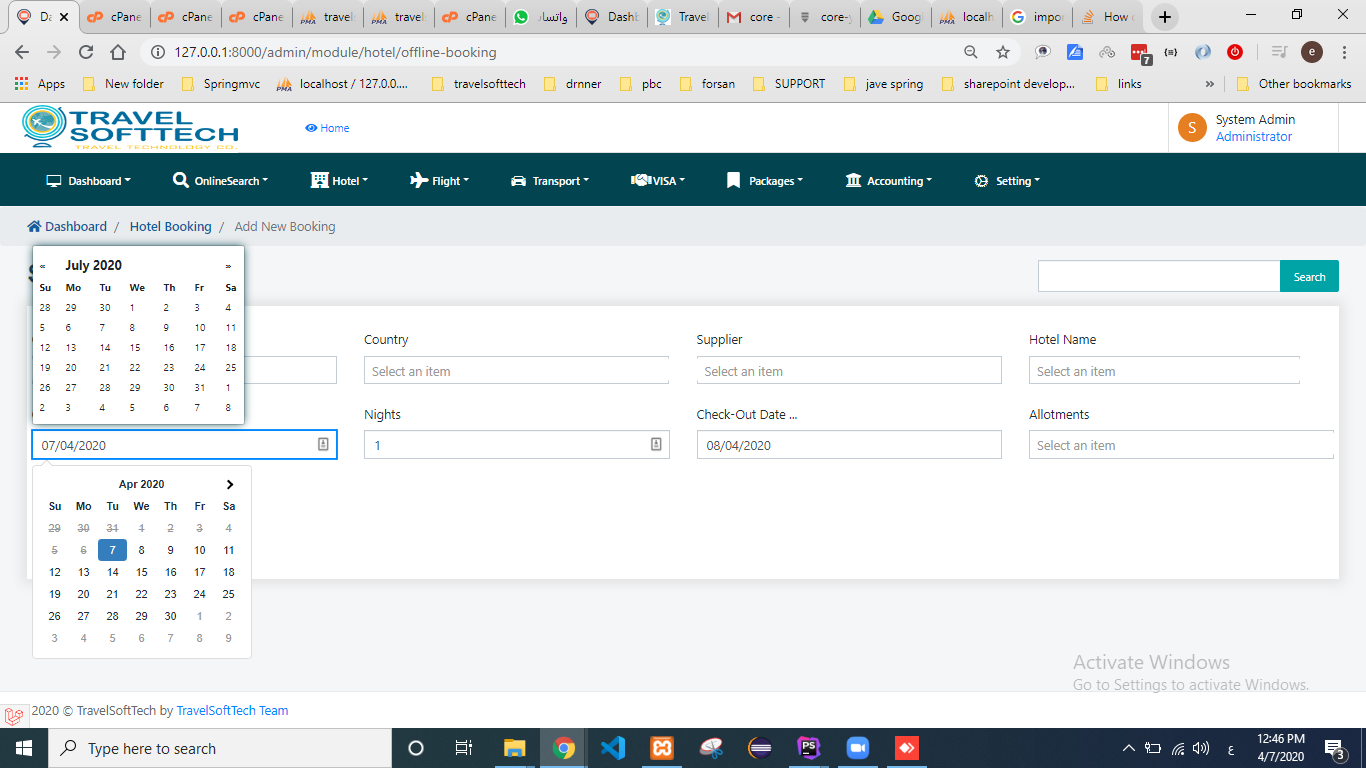 Da
cPane
cPane
cPane
travels
travels
cPane
واتساب
Dashb
Travel
core -
core-y
Googl
localh
impor
How c
127.0.0.1:8000/admin/module/hotel/offline-booking
7
e
Apps
New folder
Springmvc
localhost / 127.0.0....
travelsofttech
drnner
pbc
forsan
SUPPORT
jave spring
sharepoint develop...
links
»
Other bookmarks
TRAVEL
SOFTTECH
TRAVEL TECHNOLOGY CO.
Home
S
System Admin
Administrator
Dashboard
OnlineSearch
Hotel
Flight
Transport
VISA
Packages
Accounting
Setting
Dashboard / Hotel Booking / Add New Booking
« July 2020 »
Su Mo Tu We Th Fr Sa
28 29 30 1 2 3 4
5 6 7 8 9 10 11
12 13 14 15 16 17 18
19 20 21 22 23 24 25
26 27 28 29 30 31 1
2 3 4 5 6 7 8
Search
Country
Supplier
Hotel Name
Select an item
Select an item
Select an item
Nights
Check-Out Date ...
Allotments
07/04/2020
1
08/04/2020
Select an item
Apr 2020
Su Mo Tu We Th Fr Sa
29 30 31 1 2 3 4
5 6 7 8 9 10 11
12 13 14 15 16 17 18
19 20 21 22 23 24 25
26 27 28 29 30 1 2
3 4 5 6 7 8 9
Activate Windows
Go to Settings to activate Windows.
2020 © TravelSoftTech by TravelSoftTech Team
Type here to search
PS
ع
12:46 PM
4/7/2020
3